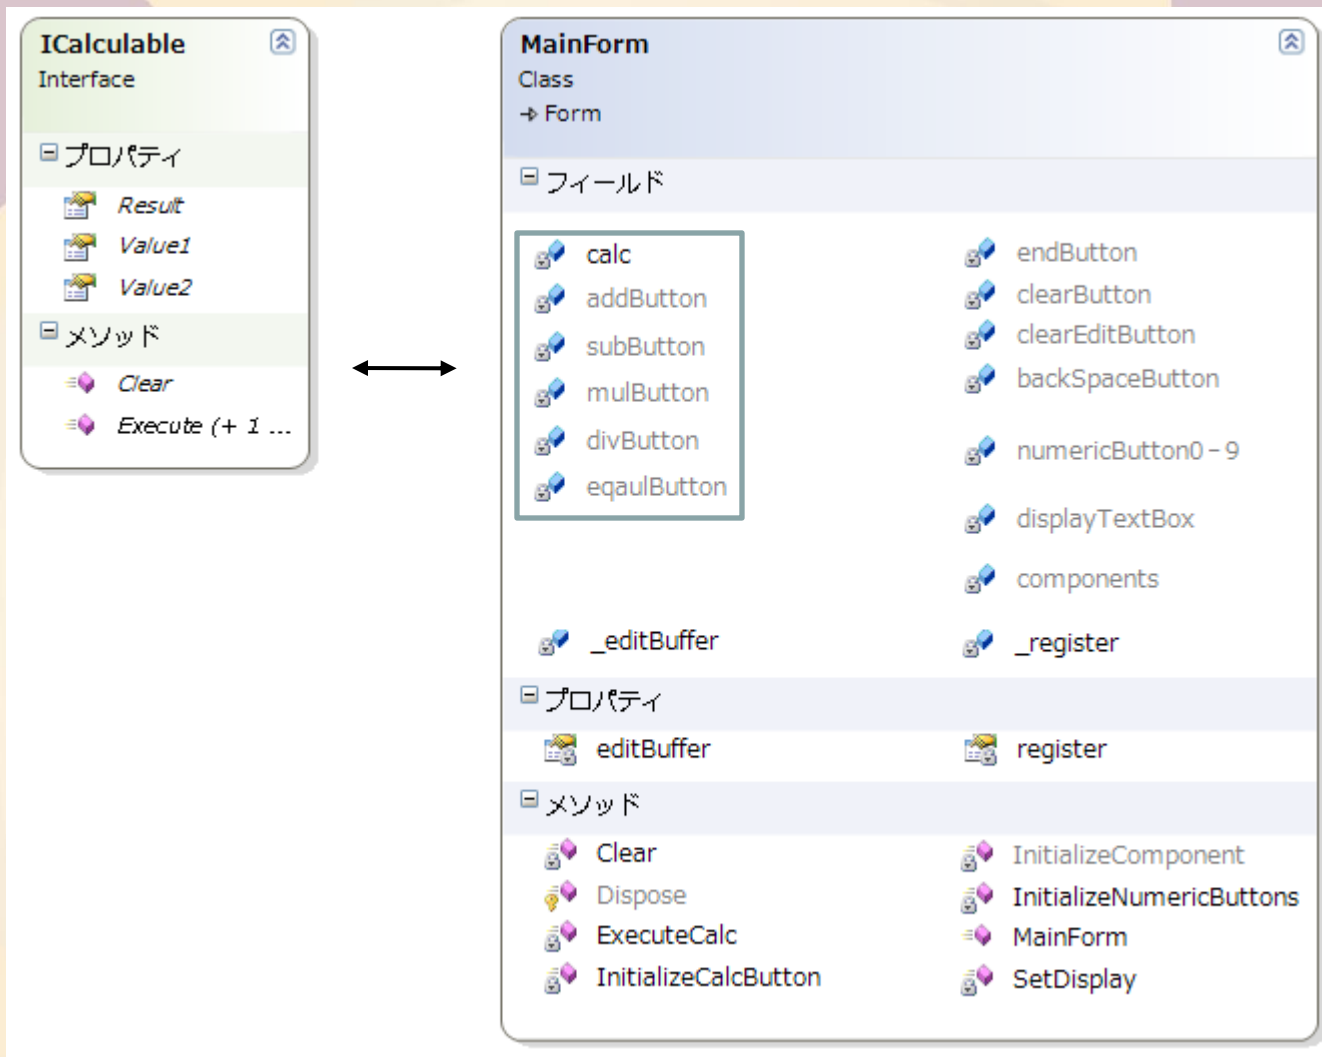 ICalculable
Interface
プロパティ
Result
Value1
Value2
メソッド
Clear
Execute (+ 1 ...
MainForm
Class
Form
フィールド
calc
addButton
subButton
mulButton
divButton
eqaulButton
endButton
clearButton
clearEditButton
backSpaceButton
numericButton0－9
displayTextBox
components
_editBuffer
_register
プロパティ
editBuffer
register
メソッド
Clear
Dispose
ExecuteCalc
InitializeCalcButton
InitializeComponent
InitializeNumericButtons
MainForm
SetDisplay